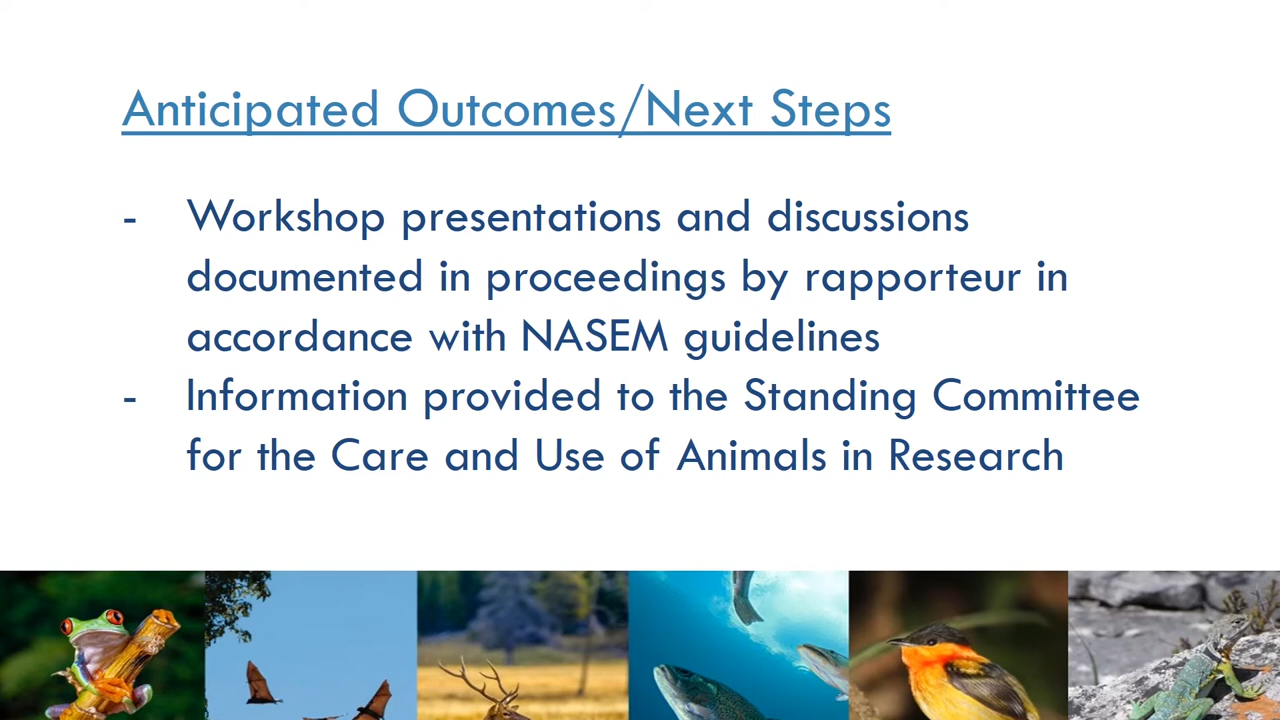 Anticipated Outcomes/Next Steps
- Workshop presentations and discussions
documented in proceedings by rapporteur in
accordance with NASEM guidelines
- Information provided to the Standing Committee
for the Care and Use of Animals in Research